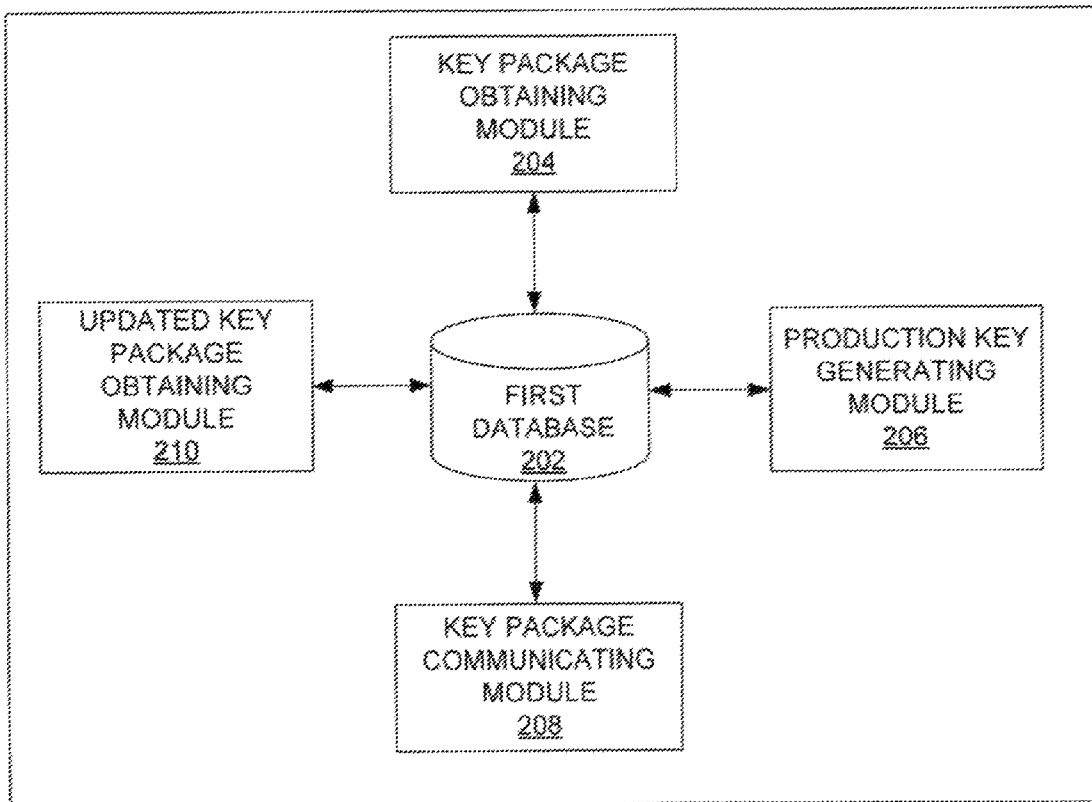 KEY PACKAGE
OBTAINING
MODULE
204
UPDATED KEY
PACKAGE
OBTAINING
MODULE
210
FIRST
DATABASE
202
PRODUCTION KEY
GENERATING
MODULE
206
KEY PACKAGE
COMMUNICATING
MODULE
208